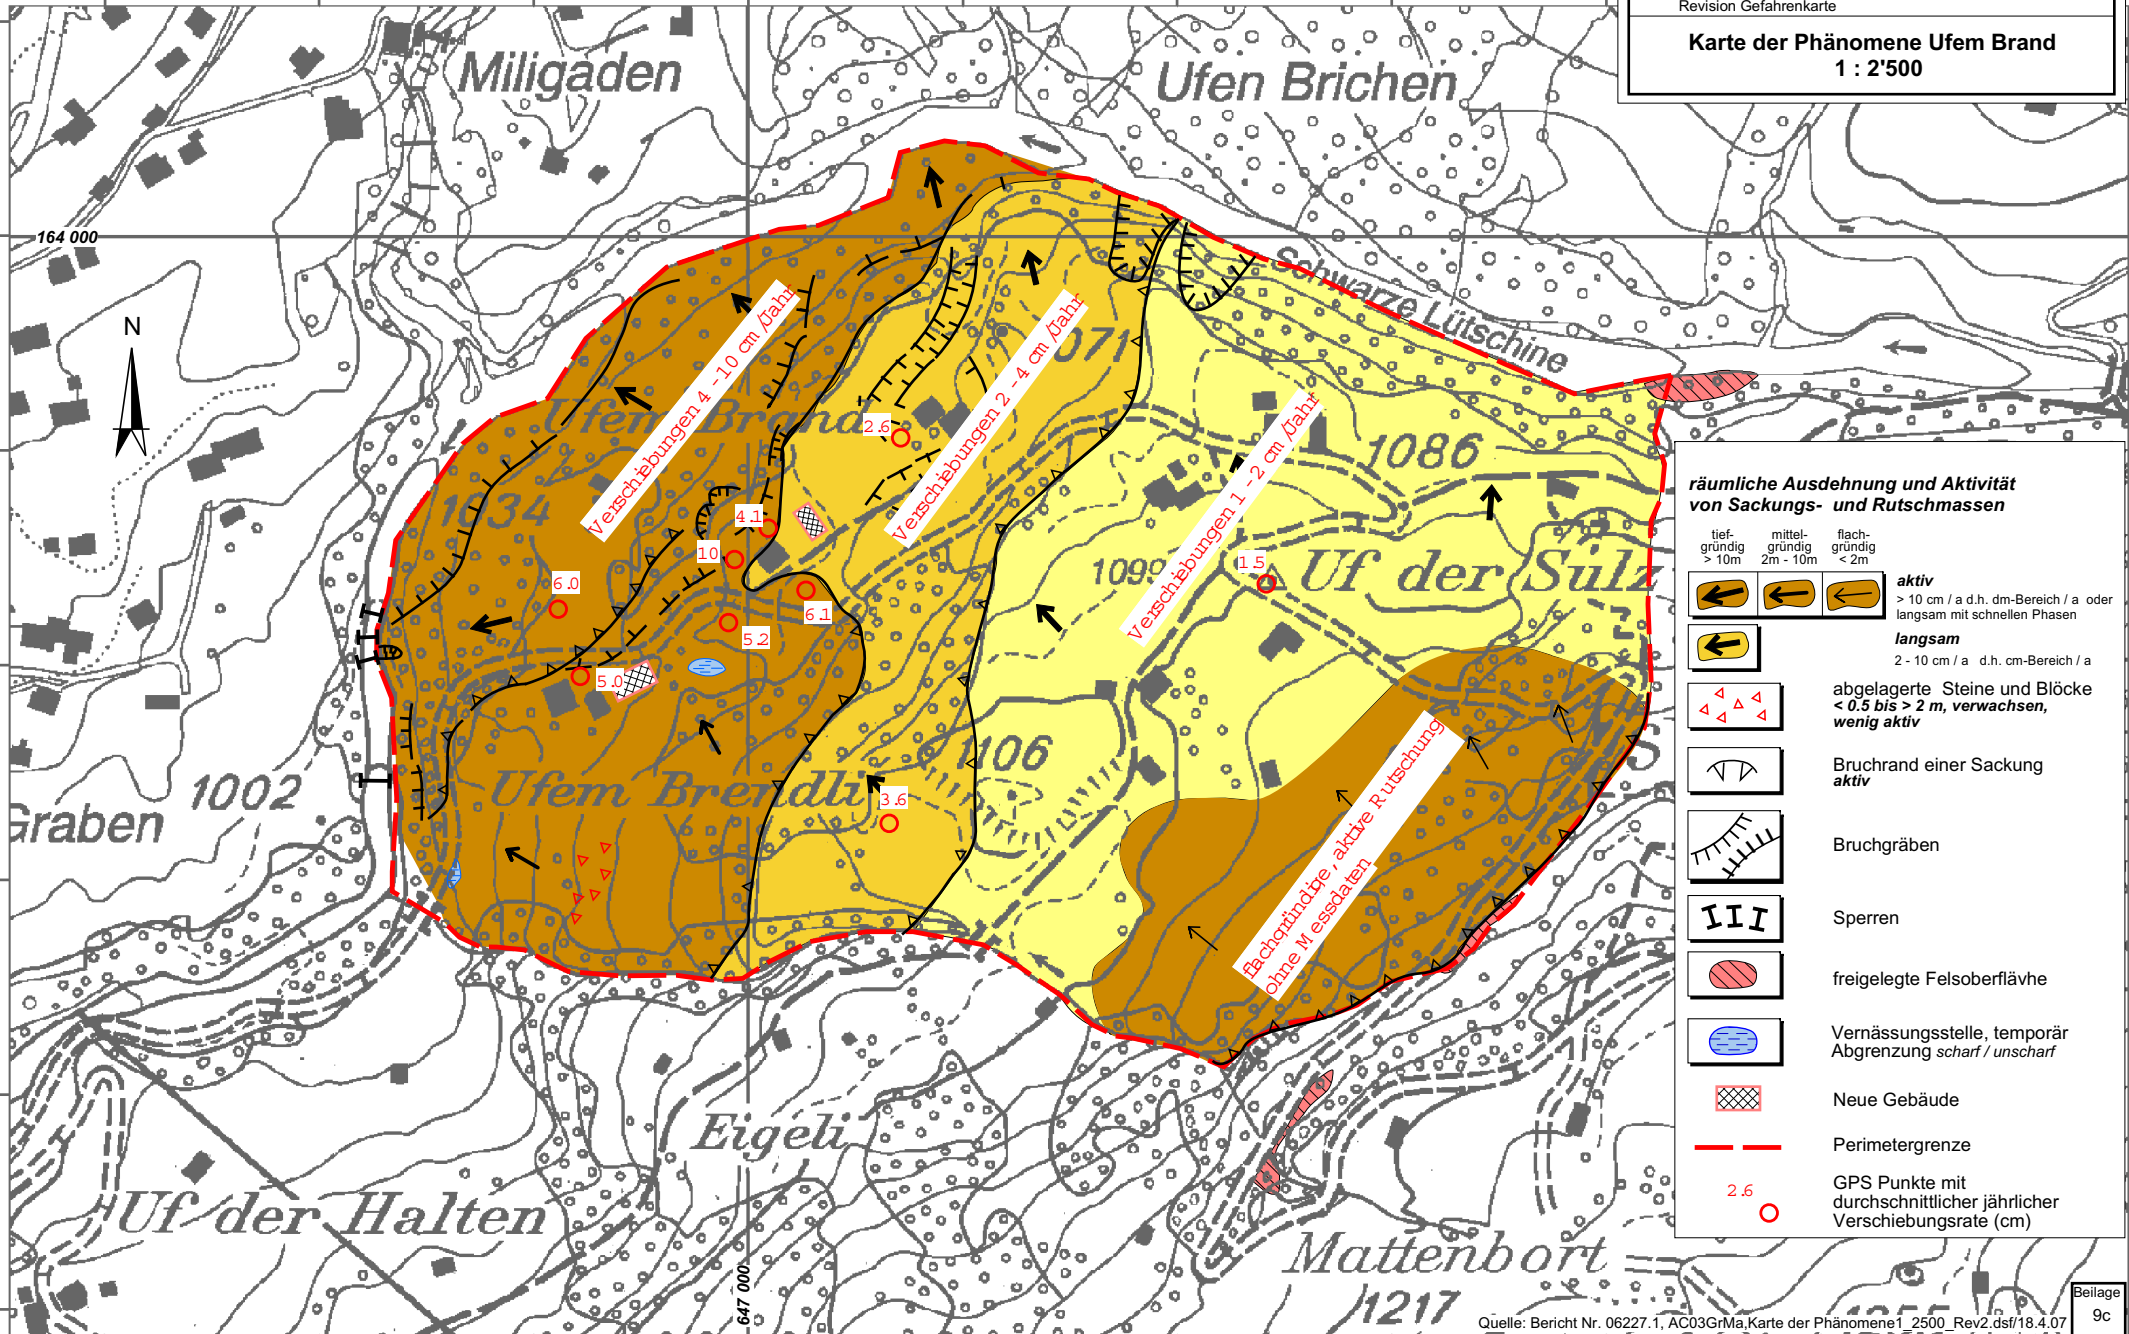 Revision Gefahrenkarte
Karte der Phänomene Ufem Brand
1 : 2'500
Miligaden
Ufen Brichen
164 000
N
Schwarze Lütschine
Verschiebungen 4 - 10 cm /Jahr
Verschiebungen 2 - 4 cm /Jahr
Verschiebungen 1 - 2 cm /Jahr
1071
Ufem Brand
2.6
1086
1034
4.1
10
6.0
1099
1.5
Uf der Sulz
6.1
5.2
5.0
1106
Ufem Brendli
3.6
1002
Graben
flachgründige, aktive Rutschung
ohne Messdaten
Eigeli
Uf der Halten
Mattenbort
1217
647 000
räumliche Ausdehnung und Aktivität
von Sackungs- und Rutschmassen
tief-
gründig
> 10m
mittel-
gründig
2m - 10m
flach-
gründig
< 2m
aktiv
> 10 cm / a d.h. dm-Bereich / a oder
langsam mit schnellen Phasen
langsam
2 - 10 cm / a d.h. cm-Bereich / a
abgelagerte Steine und Blöcke
< 0.5 bis > 2 m, verwachsen,
wenig aktiv
Bruchrand einer Sackung
aktiv
Bruchgräben
Sperren
freigelegte Felsoberflävhe
Vernässungsstelle, temporär
Abgrenzung scharf / unscharf
Neue Gebäude
Perimetergrenze
2.6
GPS Punkte mit
durchschnittlicher jährlicher
Verschiebungsrate (cm)
Quelle: Bericht Nr. 06227.1, AC03GrMa,Karte der Phänomene1_2500_Rev2.dsf/18.4.07
Beilage
9c